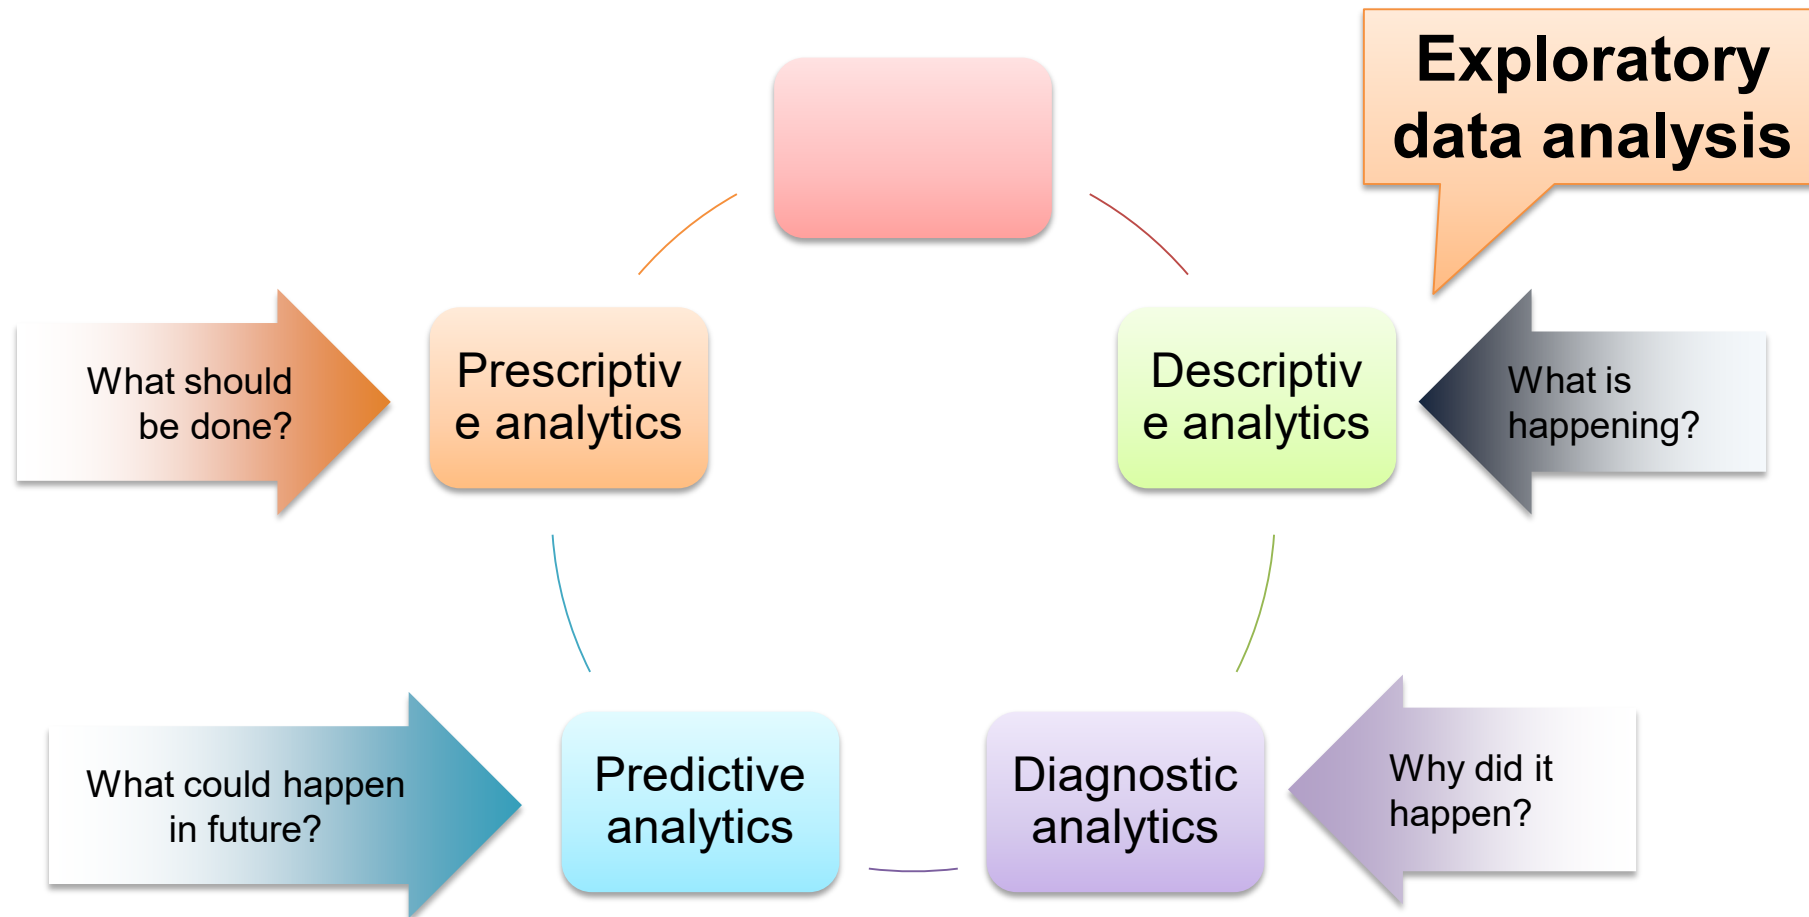 Exploratory
data analysis
What should
be done?
Prescriptiv
e analytics
Descriptiv
e analytics
What is
happening?
What could happen
in future?
Predictive
analytics
Diagnostic
analytics
Why did it
happen?